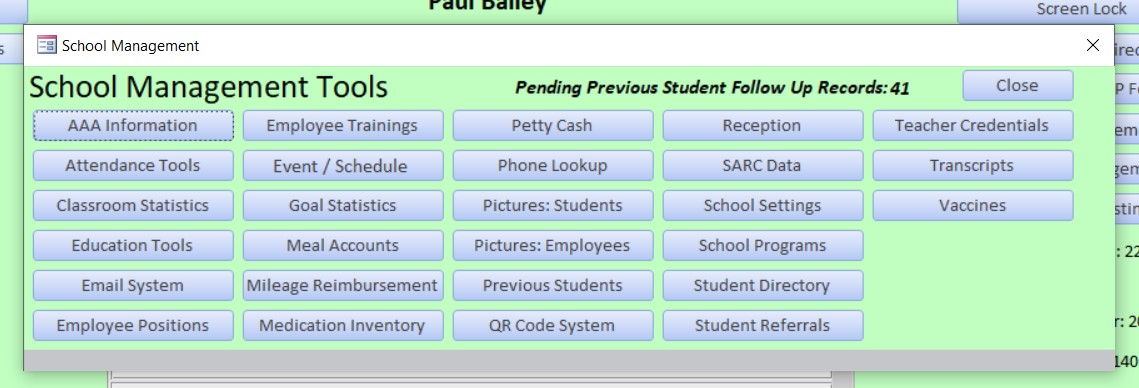 Paul Bailey
Screen Lock
School Management
School Management Tools
Pending Previous Student Follow Up Records: 41
Close
AAA Information
Employee Trainings
Petty Cash
Reception
Teacher Credentials
Attendance Tools
Event / Schedule
Phone Lookup
SARC Data
Transcripts
Classroom Statistics
Goal Statistics
Pictures: Students
School Settings
Vaccines
Education Tools
Meal Accounts
Pictures: Employees
School Programs
Email System
Mileage Reimbursement
Previous Students
Student Directory
Employee Positions
Medication Inventory
QR Code System
Student Referrals
: 22
r: 20
140